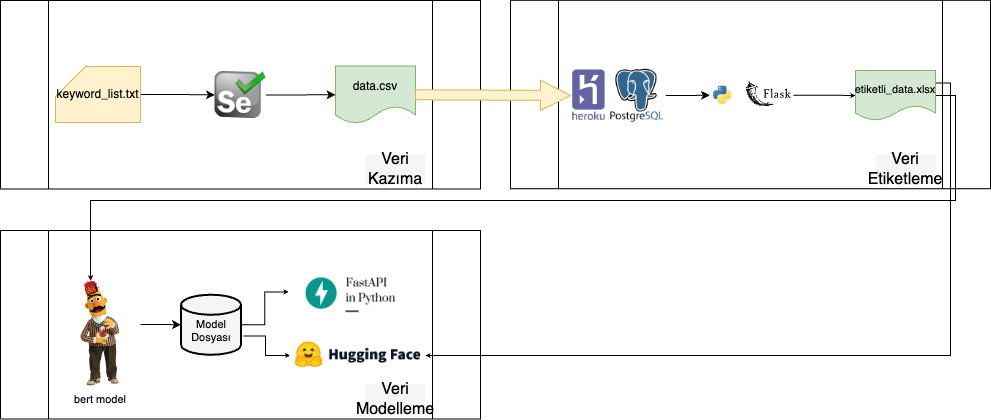 keyword_list.txt
Se
data.csv
Veri
Kazıma
heroku
PostgreSQL
Flask
etiketli_data.xlsx
Veri
Etiketleme
bert model
Model
Dosyası
FastAPI
in Python
Hugging Face
Veri
Modelleme